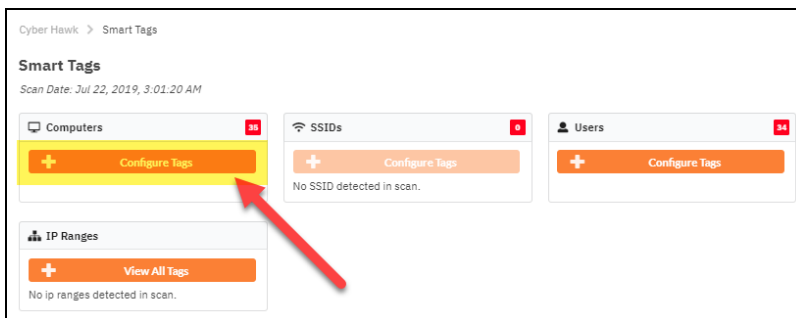 Cyber Hawk > Smart Tags
Smart Tags
Scan Date: Jul 22, 2019, 3:01:20 AM
Computers 35
Configure Tags
SSIDs 0
Configure Tags
No SSID detected in scan.
Users 34
Configure Tags
IP Ranges
View All Tags
No ip ranges detected in scan.